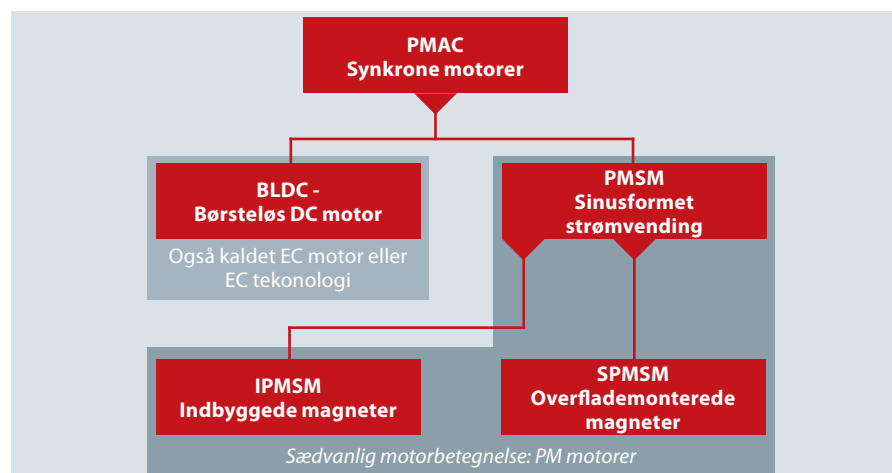 PMAC
Synkrone motorer
BLDC -
Børsteløs DC motor
Også kaldet EC motor eller
EC tekonologi
PMSM
Sinusformet
strømvending
IPMSM
Indbyggede magneter
SPMSM
Overflademonterede
magneter
Sædvanlig motorbetegnelse: PM motorer